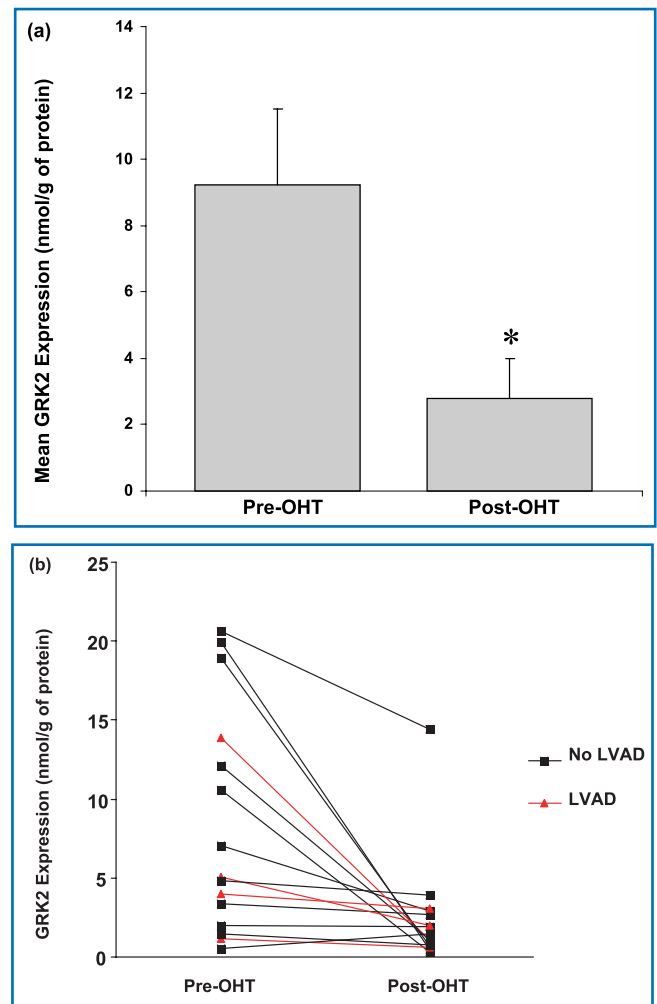 (a)
Mean GRK2 Expression (nmol/g of protein)
14
12
10
8
6
4
2
0
*
Pre-OHT Post-OHT
(b)
GRK2 Expression (nmol/g of protein)
25
20
15
10
5
0
No LVAD
LVAD
Pre-OHT Post-OHT